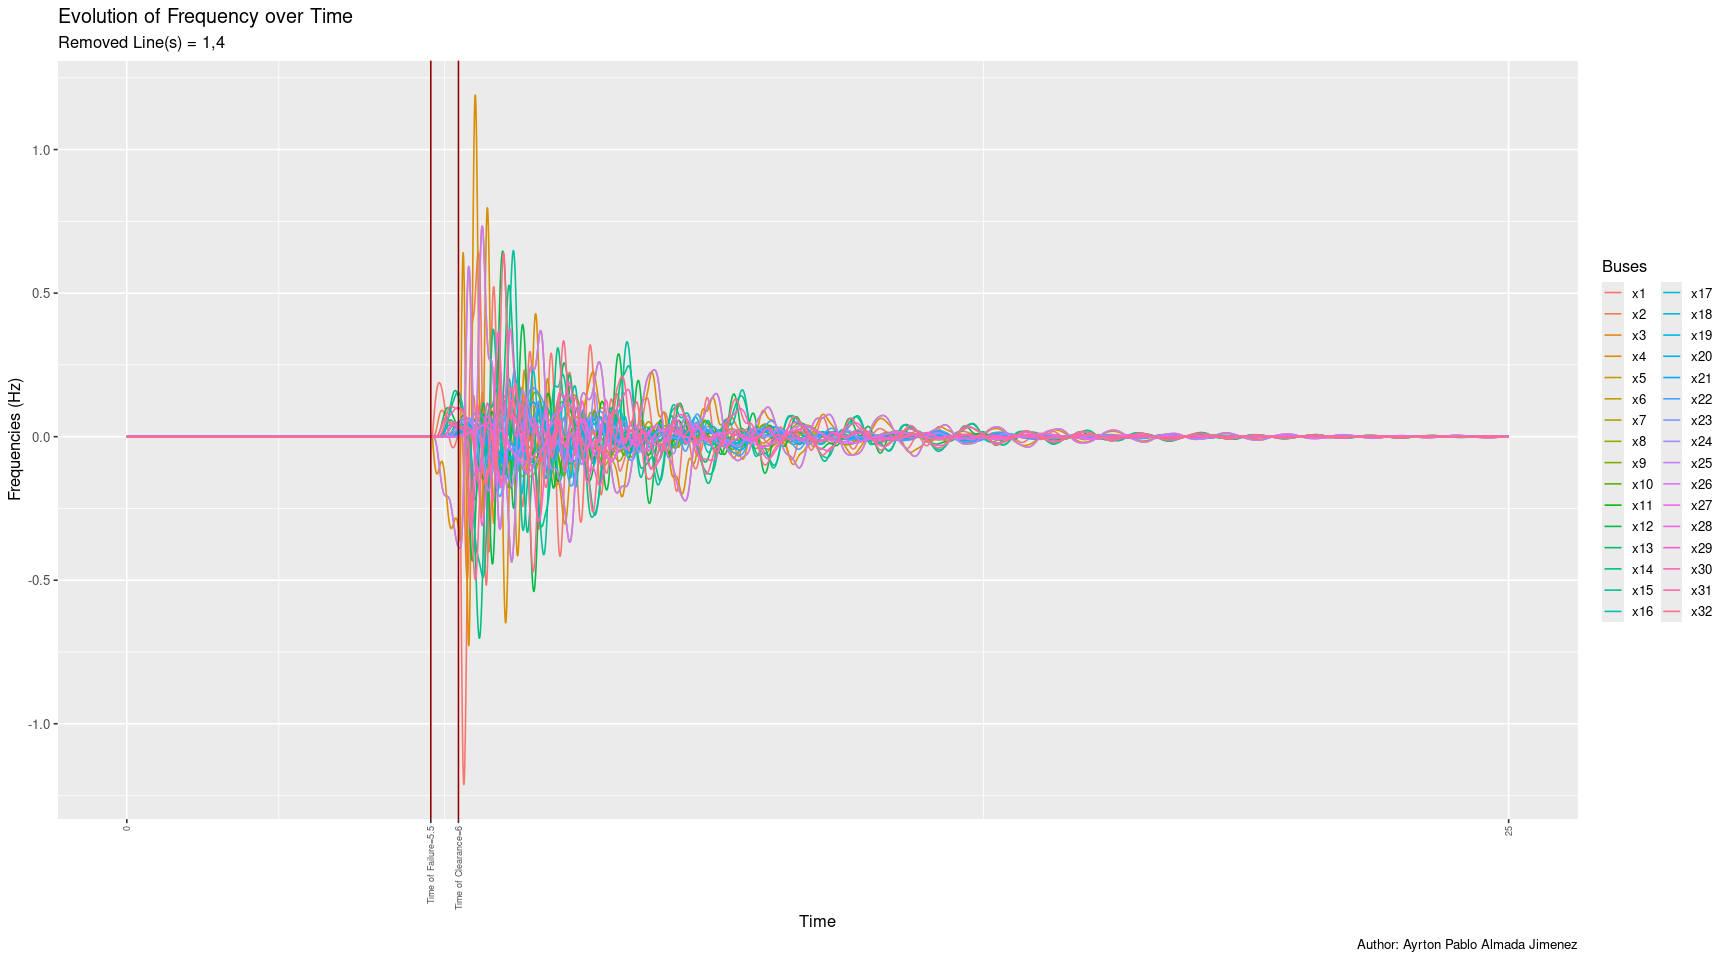 Evolution of Frequency over Time
Removed Line(s) = 1,4
Frequencies (Hz)
1.0
0.5
0.0
-0.5
-1.0
0
Time of Failure=5.5
Time of Clearance=6
25
Time
Buses
x1 x17
x2 x18
x3 x19
x4 x20
x5 x21
x6 x22
x7 x23
x8 x24
x9 x25
x10 x26
x11 x27
x12 x28
x13 x29
x14 x30
x15 x31
x16 x32
Author: Ayrton Pablo Almada Jimenez